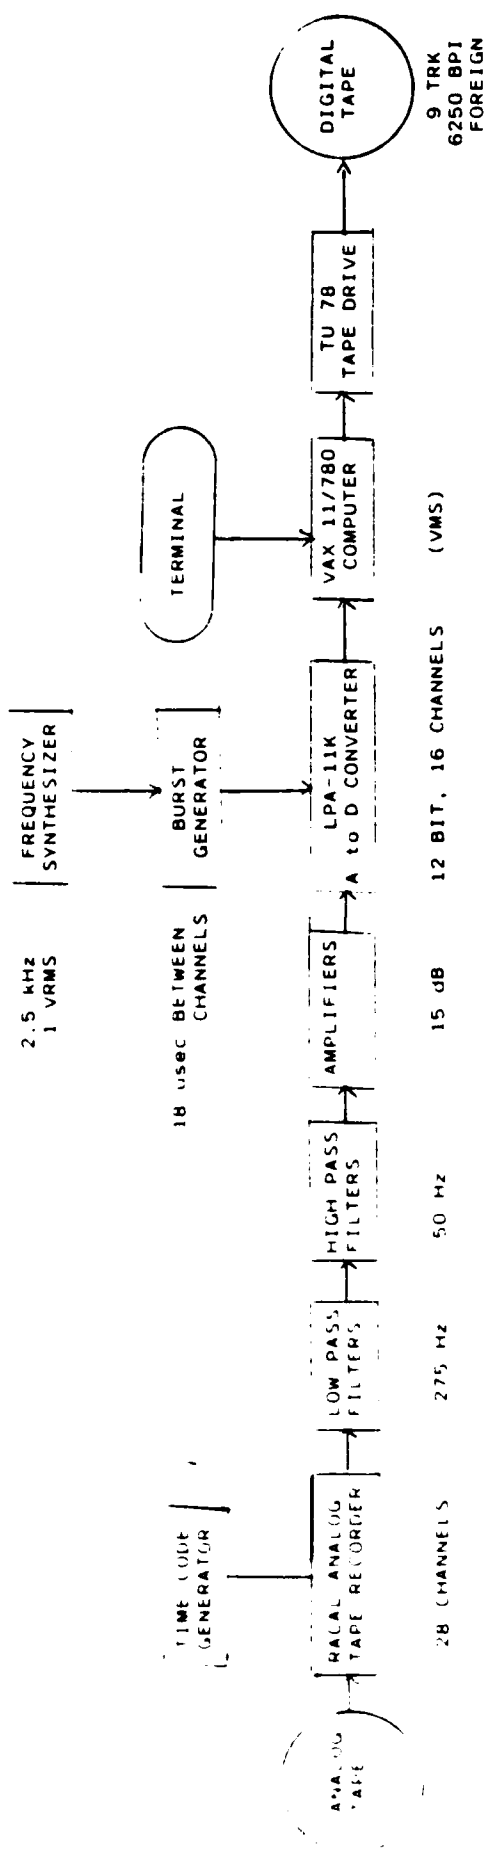 2.5 kHz
1 VRMS
FREQUENCY
SYNTHESIZER
18 usec BETWEEN
CHANNELS
BURST
GENERATOR
TERMINAL
TIME CODE
GENERATOR
ANALOG
TAPE
RACAL ANALOG
TAPE RECORDER
LOW PASS
FILTERS
HIGH PASS
FILTERS
AMPLIFIERS
LPA-11K
A to D CONVERTER
VAX 11/780
COMPUTER
TU 78
TAPE DRIVE
DIGITAL
TAPE
28 CHANNELS
275 Hz
50 Hz
15 dB
12 BIT, 16 CHANNELS
(VMS)
9 TRK
6250 BPI
FOREIGN